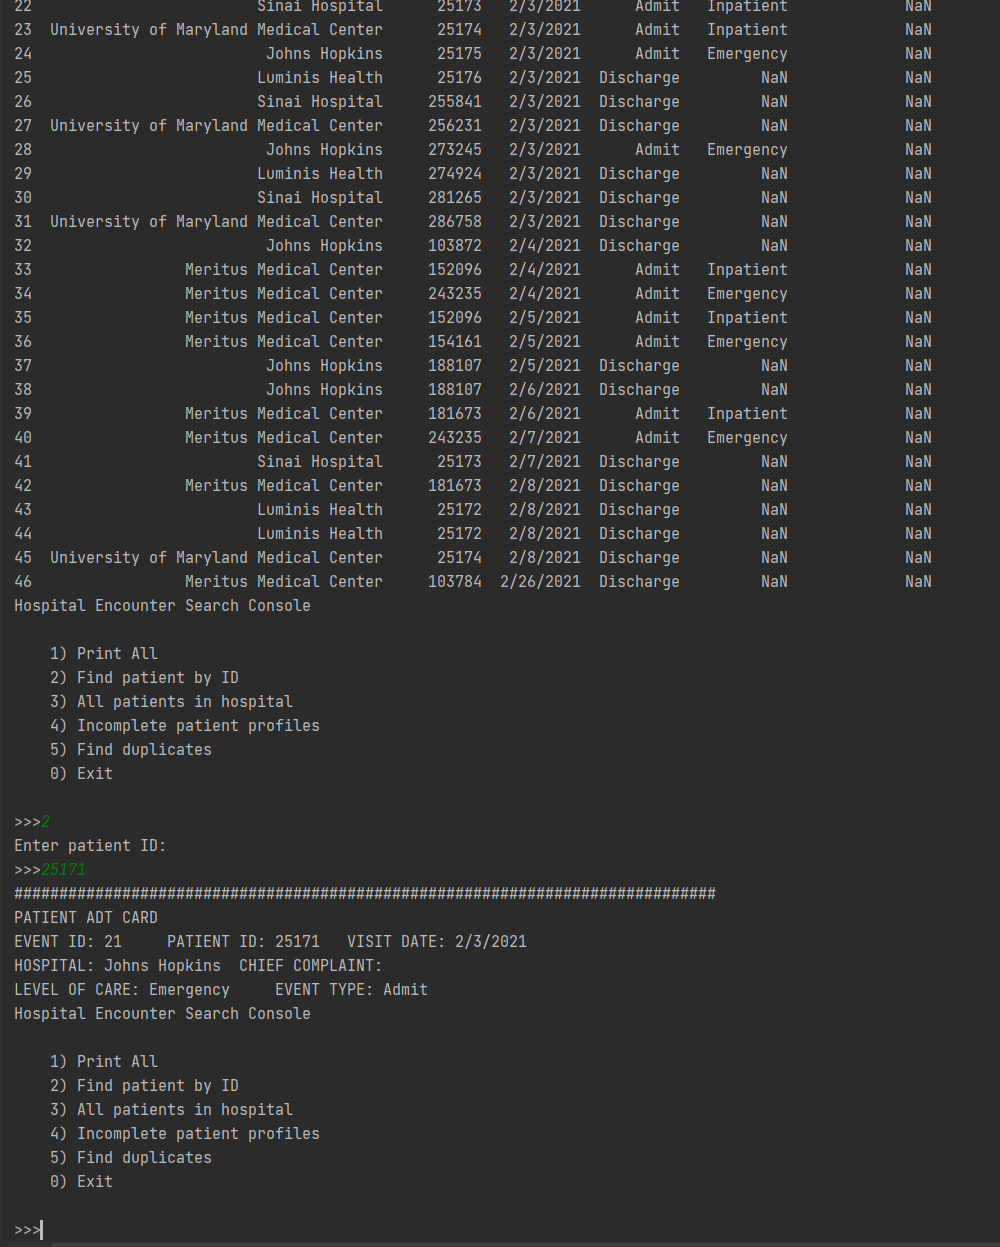 22                         Sinai Hospital      25173   2/3/2021      Admit   Inpatient             NaN
23  University of Maryland Medical Center      25174   2/3/2021      Admit   Inpatient             NaN
24                          Johns Hopkins      25175   2/3/2021      Admit   Emergency             NaN
25                         Luminis Health      25176   2/3/2021  Discharge         NaN             NaN
26                         Sinai Hospital     255841   2/3/2021  Discharge         NaN             NaN
27  University of Maryland Medical Center     256231   2/3/2021  Discharge         NaN             NaN
28                          Johns Hopkins     273245   2/3/2021      Admit   Emergency             NaN
29                         Luminis Health     274924   2/3/2021  Discharge         NaN             NaN
30                         Sinai Hospital     281265   2/3/2021  Discharge         NaN             NaN
31  University of Maryland Medical Center     286758   2/3/2021  Discharge         NaN             NaN
32                          Johns Hopkins     103872   2/4/2021  Discharge         NaN             NaN
33                 Meritus Medical Center     152096   2/4/2021      Admit   Inpatient             NaN
34                 Meritus Medical Center     243235   2/4/2021      Admit   Emergency             NaN
35                 Meritus Medical Center     152096   2/5/2021      Admit   Inpatient             NaN
36                 Meritus Medical Center     154161   2/5/2021      Admit   Emergency             NaN
37                          Johns Hopkins     188107   2/5/2021  Discharge         NaN             NaN
38                          Johns Hopkins     188107   2/6/2021  Discharge         NaN             NaN
39                 Meritus Medical Center     181673   2/6/2021      Admit   Inpatient             NaN
40                 Meritus Medical Center     243235   2/7/2021      Admit   Emergency             NaN
41                         Sinai Hospital      25173   2/7/2021  Discharge         NaN             NaN
42                 Meritus Medical Center     181673   2/8/2021  Discharge         NaN             NaN
43                         Luminis Health      25172   2/8/2021  Discharge         NaN             NaN
44                         Luminis Health      25172   2/8/2021  Discharge         NaN             NaN
45  University of Maryland Medical Center      25174   2/8/2021  Discharge         NaN             NaN
46                 Meritus Medical Center     103784  2/26/2021  Discharge         NaN             NaN
Hospital Encounter Search Console

    1) Print All
    2) Find patient by ID
    3) All patients in hospital
    4) Incomplete patient profiles
    5) Find duplicates
    0) Exit

>>>2
Enter patient ID:
>>>25171
##############################################################################
PATIENT ADT CARD
EVENT ID: 21     PATIENT ID: 25171   VISIT DATE: 2/3/2021
HOSPITAL: Johns Hopkins  CHIEF COMPLAINT:
LEVEL OF CARE: Emergency     EVENT TYPE: Admit
Hospital Encounter Search Console

    1) Print All
    2) Find patient by ID
    3) All patients in hospital
    4) Incomplete patient profiles
    5) Find duplicates
    0) Exit

>>>